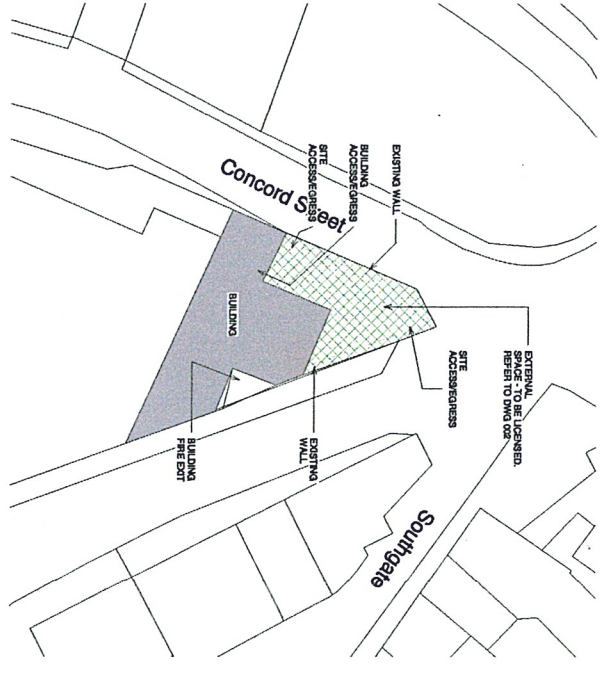 EXISTING WALL
BUILDING
ACCESS/EGRESS
SITE
ACCESS/EGRESS
Concord Street
BUILDING
EXTERNAL
SPACE - TO BE LICENSED.
REFER TO DWG 002
SITE
ACCESS/EGRESS
EXISTING
WALL
BUILDING
FIRE EXIT
Southgate